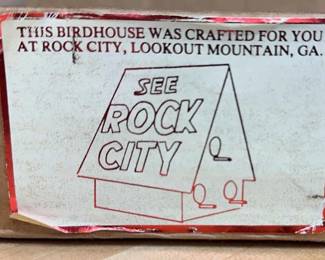 THIS BIRDHOUSE WAS CRAFTED FOR YOU
AT ROCK CITY, LOOKOUT MOUNTAIN, GA.
SEE
ROCK
CITY